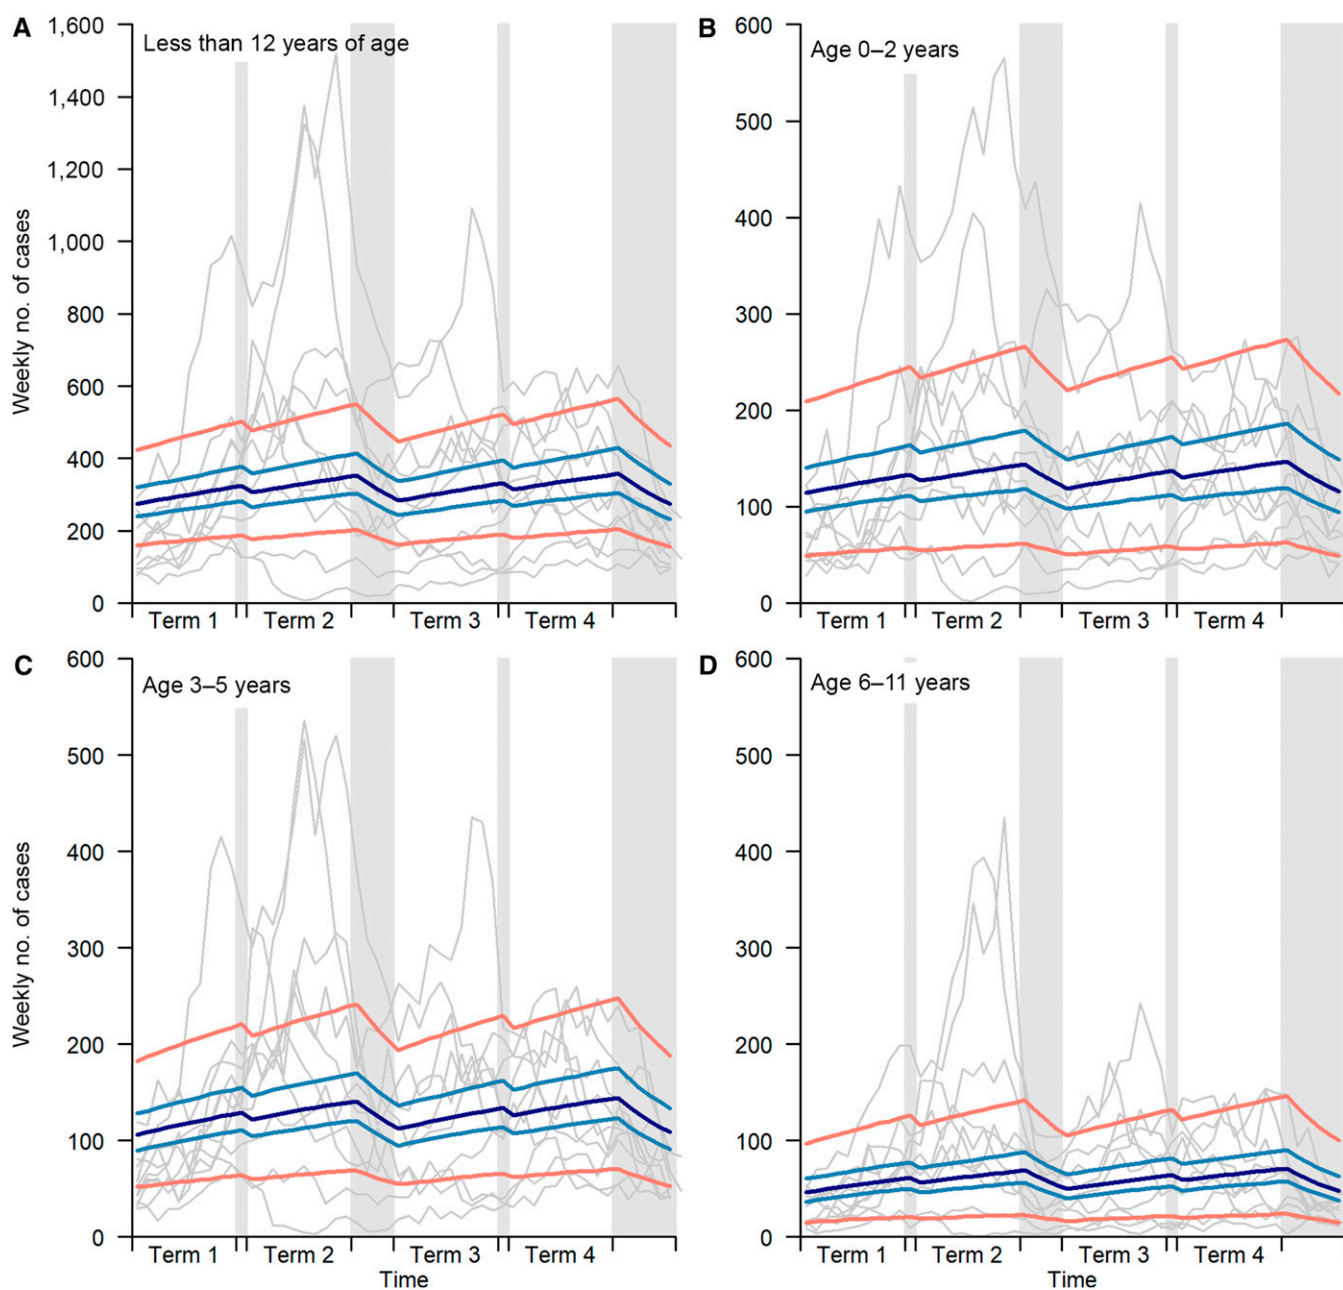 A
Less than 12 years of age
1,600
1,400
1,200
1,000
800
600
400
200
0
Weekly no. of cases
Term 1 Term 2 Term 3 Term 4
B
Age 0–2 years
600
500
400
300
200
100
0
Term 1 Term 2 Term 3 Term 4
C
Age 3–5 years
600
500
400
300
200
100
0
Weekly no. of cases
Term 1 Term 2 Term 3 Term 4
Time
D
Age 6–11 years
600
500
400
300
200
100
0
Term 1 Term 2 Term 3 Term 4
Time